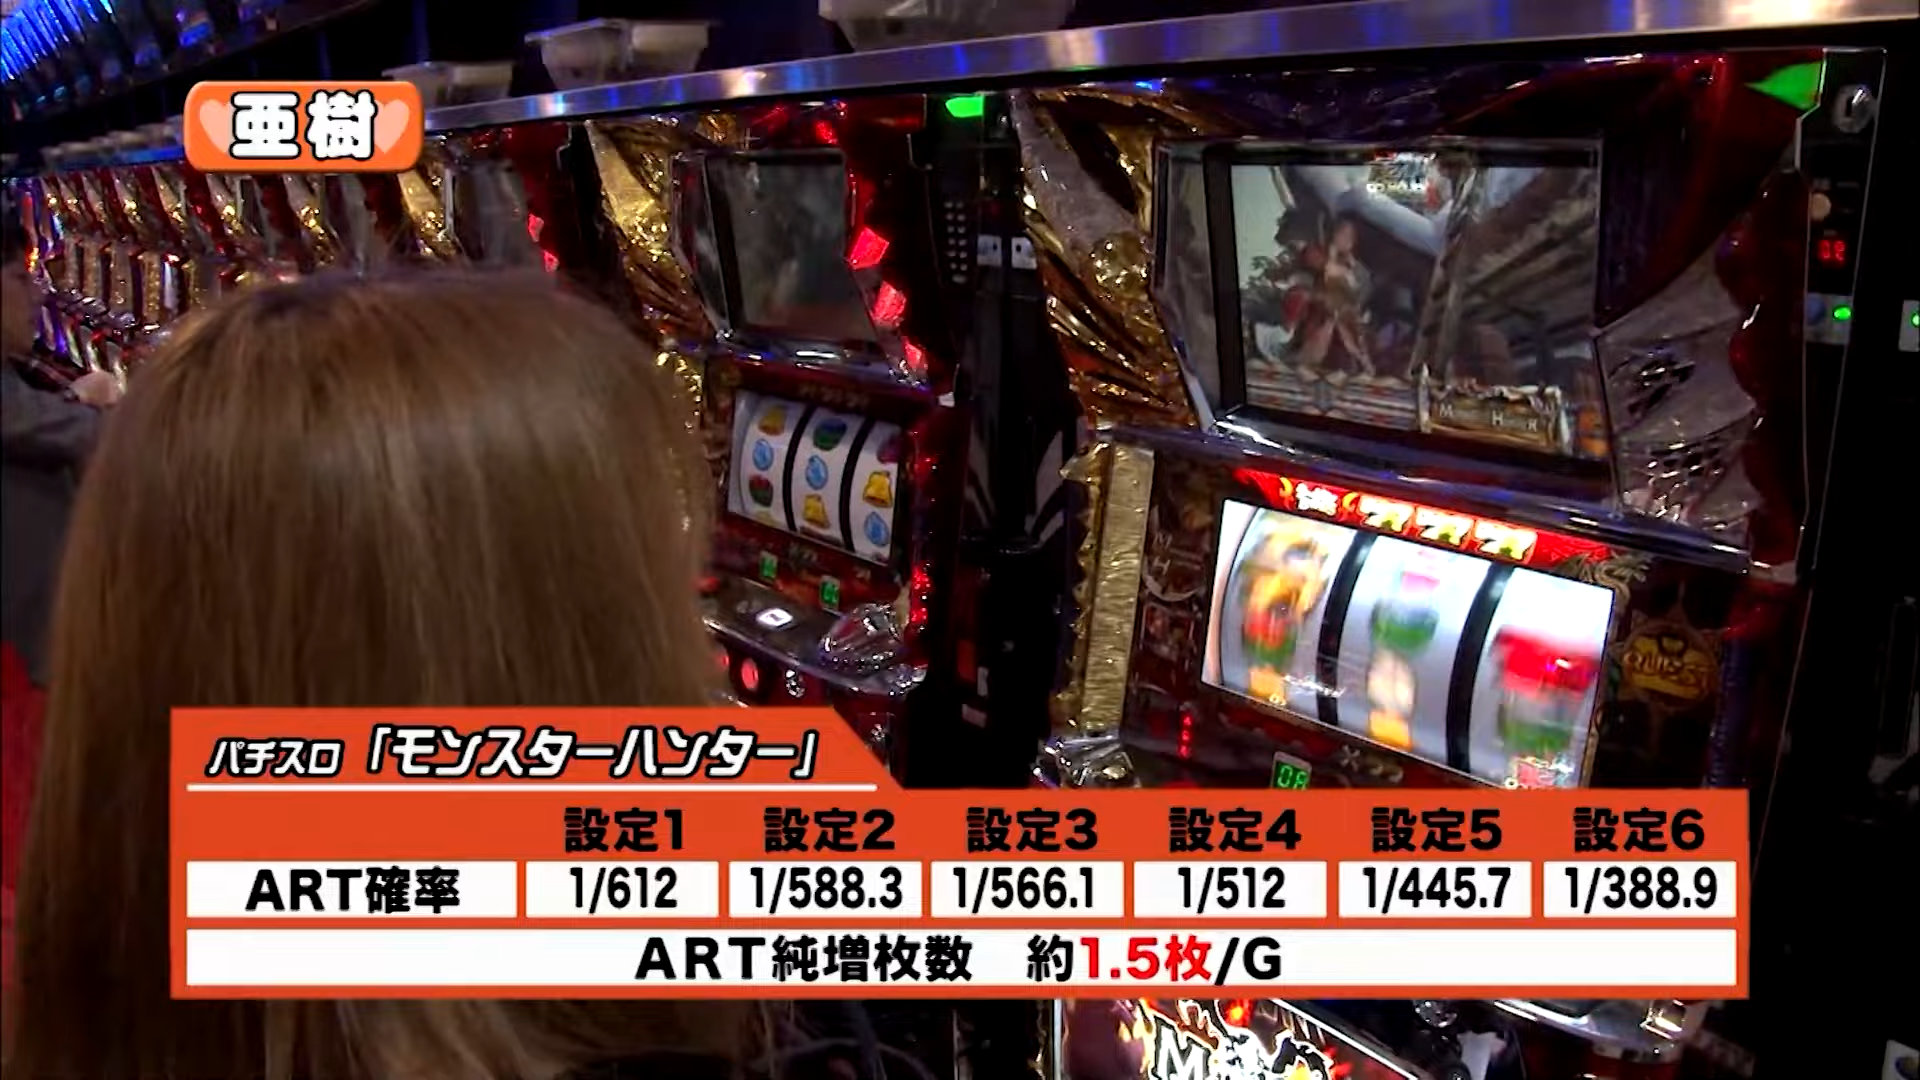 亜樹
パチスロ「モンスターハンター」
設定1 設定2 設定3 設定4 設定5 設定6
ART確率 1/612 1/588.3 1/566.1 1/512 1/445.7 1/388.9
ART純増枚数 約1.5枚/G
777
QUEST